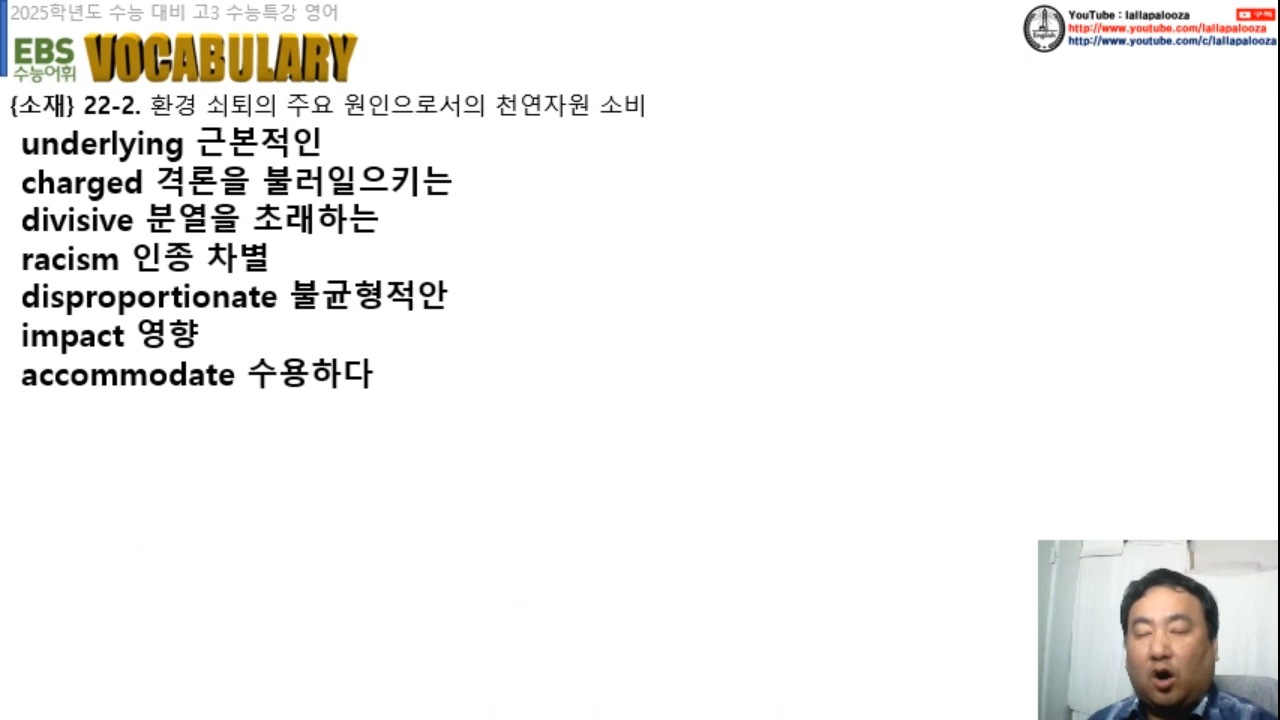 2025학년도 수능 대비 고3 수능특강 영어
EBS
수능어휘
VOCABULARY
YouTube : lallapalooza
구독
http://www.youtube.com/lallapalooza
http://www.youtube.com/c/lallapalooza
English
{소재} 22-2. 환경 쇠퇴의 주요 원인으로서의 천연자원 소비
underlying 근본적인
charged 격론을 불러일으키는
divisive 분열을 초래하는
racism 인종 차별
disproportionate 불균형적안
impact 영향
accommodate 수용하다